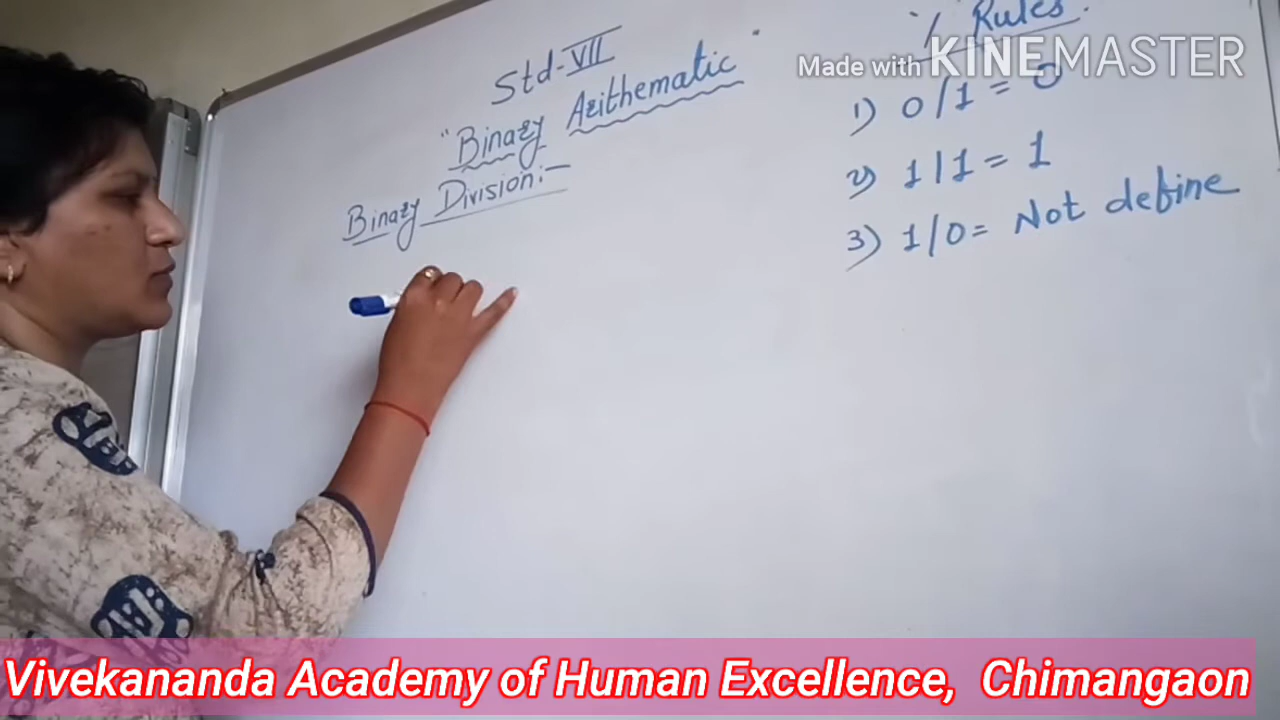 Std-VII
"Binary Arithematic"
Binary Division:-
/ Rules.
Made with KINEMASTER
1) 0/1 = 0
2) 1/1 = 1
3) 1/0 = Not define
Vivekananda Academy of Human Excellence, Chimangaon